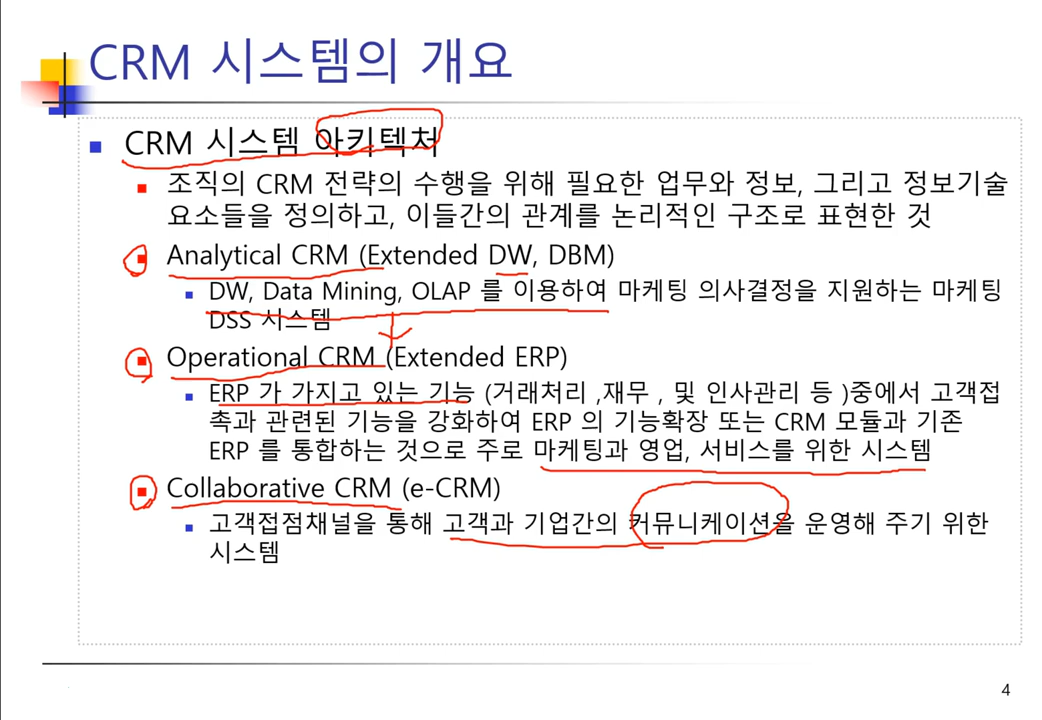 CRM 시스템의 개요
CRM 시스템 아키텍처
조직의 CRM 전략의 수행을 위해 필요한 업무와 정보, 그리고 정보기술
요소들을 정의하고, 이들간의 관계를 논리적인 구조로 표현한 것
Analytical CRM (Extended DW, DBM)
DW, Data Mining, OLAP 를 이용하여 마케팅 의사결정을 지원하는 마케팅
DSS 시스템
Operational CRM (Extended ERP)
ERP 가 가지고 있는 기능 (거래처리 ,재무 , 및 인사관리 등 )중에서 고객접
촉과 관련된 기능을 강화하여 ERP 의 기능확장 또는 CRM 모듈과 기존
ERP 를 통합하는 것으로 주로 마케팅과 영업, 서비스를 위한 시스템
Collaborative CRM (e-CRM)
고객접점채널을 통해 고객과 기업간의 커뮤니케이션을 운영해 주기 위한
시스템
4